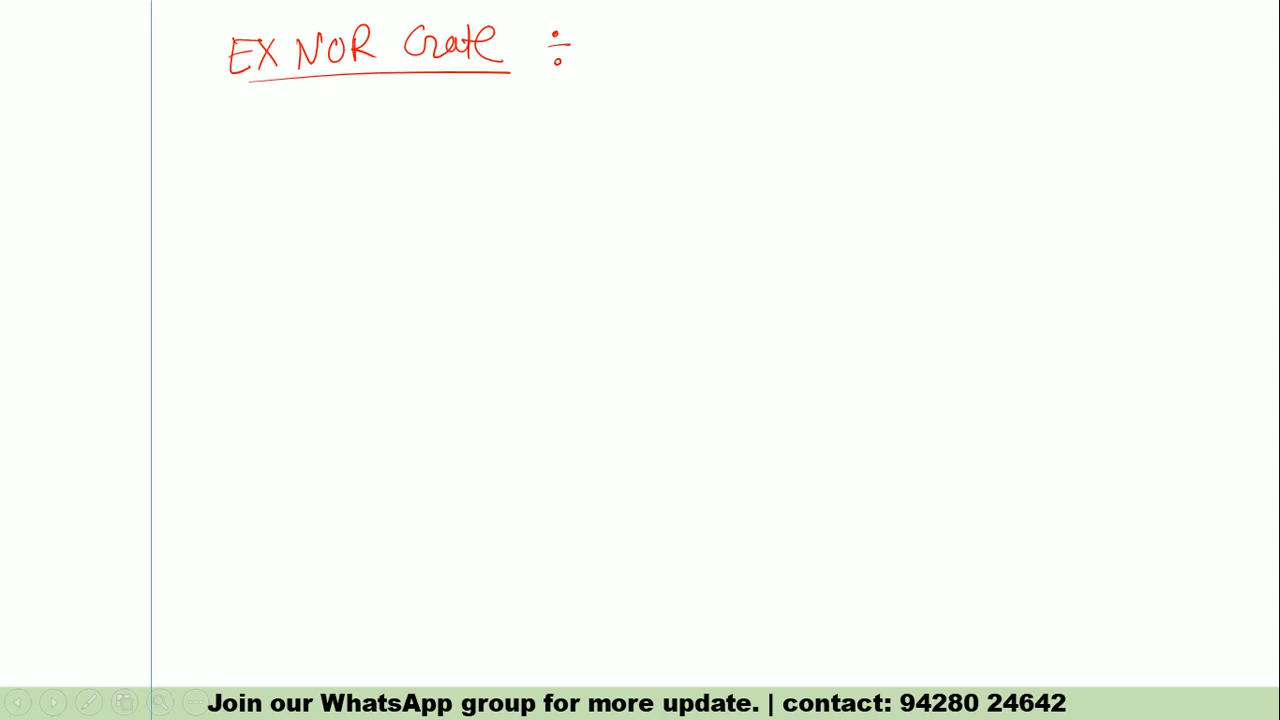 EX NOR Gate ÷
Join our WhatsApp group for more update. | contact: 94280 24642